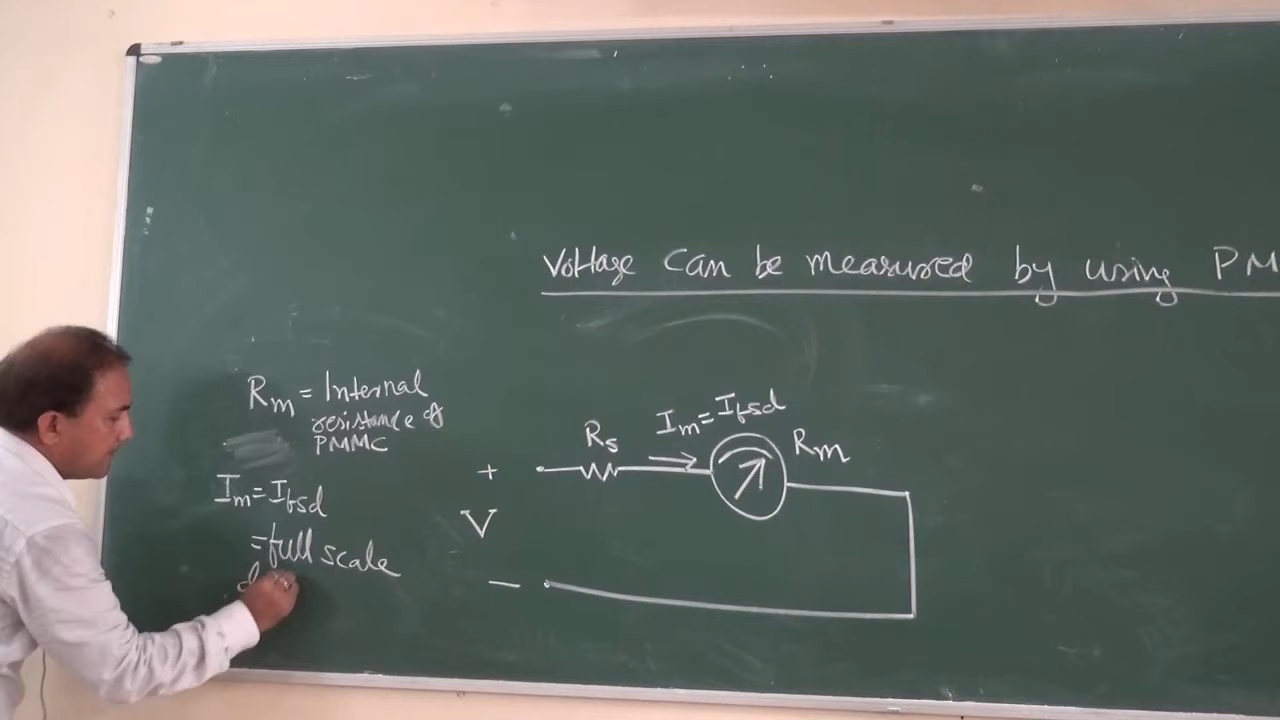 Voltage can be measured by using PM
Rm = Internal
resistance of
PMMC
Im = Ifsd
= full scale
d
Im = Ifsd
Rs
Rm
+
V
−